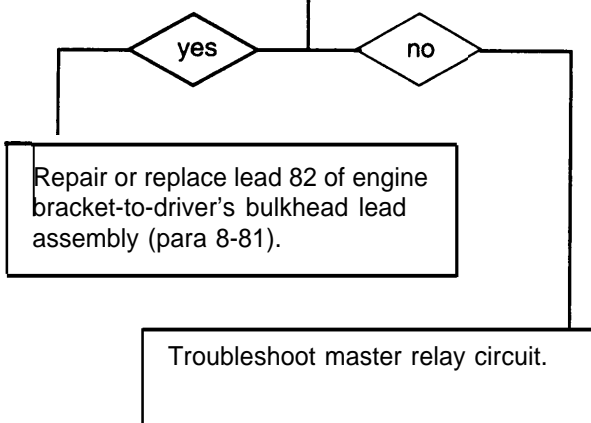 yes
no
Repair or replace lead 82 of engine
bracket-to-driver's bulkhead lead
assembly (para 8-81).
Troubleshoot master relay circuit.